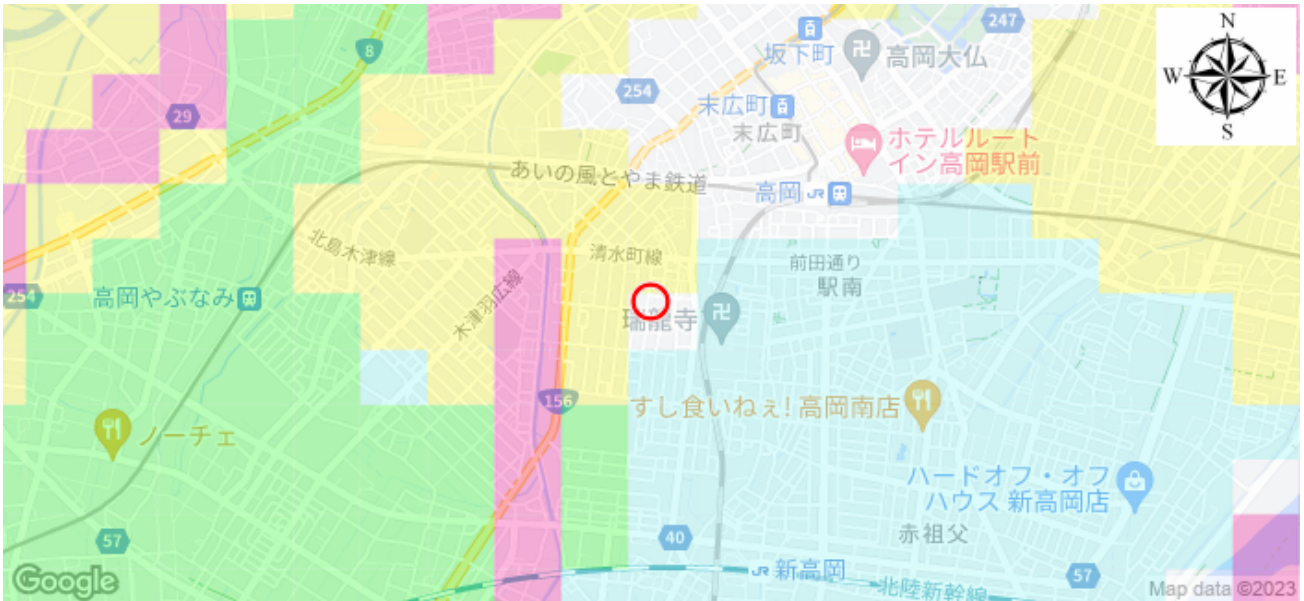 247
N
W E
S
坂下町
高岡大仏
8
254
末広町
末広町
29
ホテルルート
イン高岡駅前
あいの風とやま鉄道
高岡 JR
北島木津線
清水町線
前田通り
駅南
254
高岡やぶなみ
木津羽広線
瑞龍寺
156
すし食いねぇ! 高岡南店
ノーチェ
ハードオフ・オフ
ハウス 新高岡店
赤祖父
57
40
JR 新高岡
57
北陸新幹線
Google
Map data ©2023